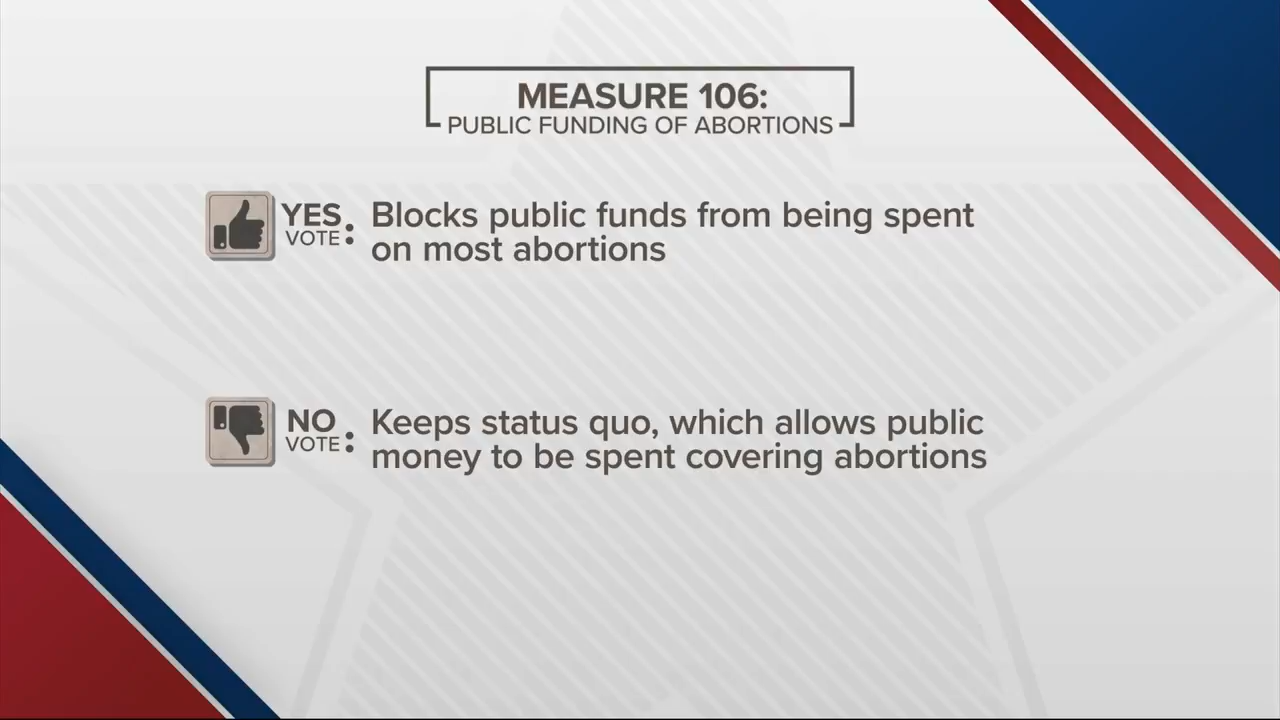 MEASURE 106:
PUBLIC FUNDING OF ABORTIONS
YES VOTE: Blocks public funds from being spent
on most abortions
NO VOTE: Keeps status quo, which allows public
money to be spent covering abortions